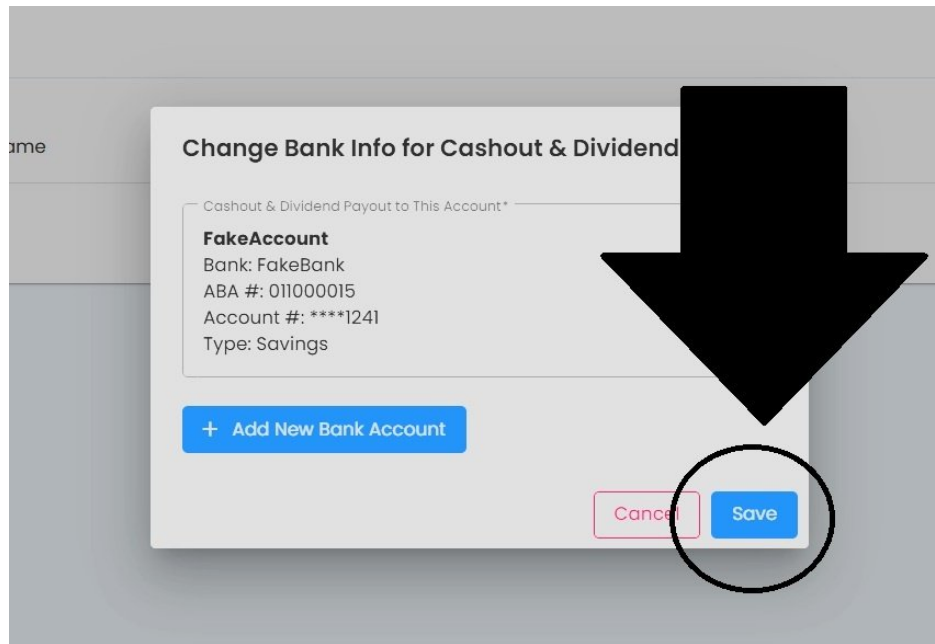 ame
Change Bank Info for Cashout & Dividend
Cashout & Dividend Payout to This Account*
FakeAccount
Bank: FakeBank
ABA #: 011000015
Account #: ****1241
Type: Savings
+ Add New Bank Account
Cancel
Save